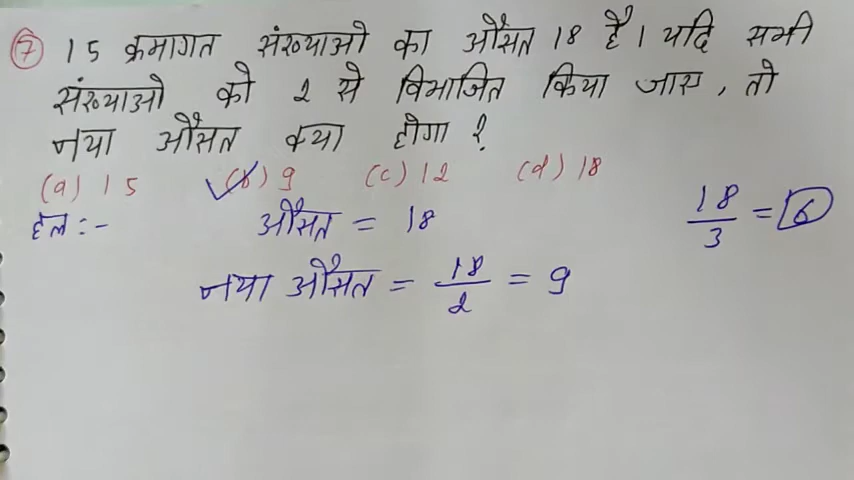 (7) 15 क्रमागत संख्याओ का औसत 18 है। यदि सभी
संख्याओ को 2 से विभाजित किया जाए, तो
नया औसत क्या होगा ?
(a) 15 (b) 9 (c) 12 (d) 18
हल :- औसत = 18
नया औसत = 18/2 = 9
18/3 = 6